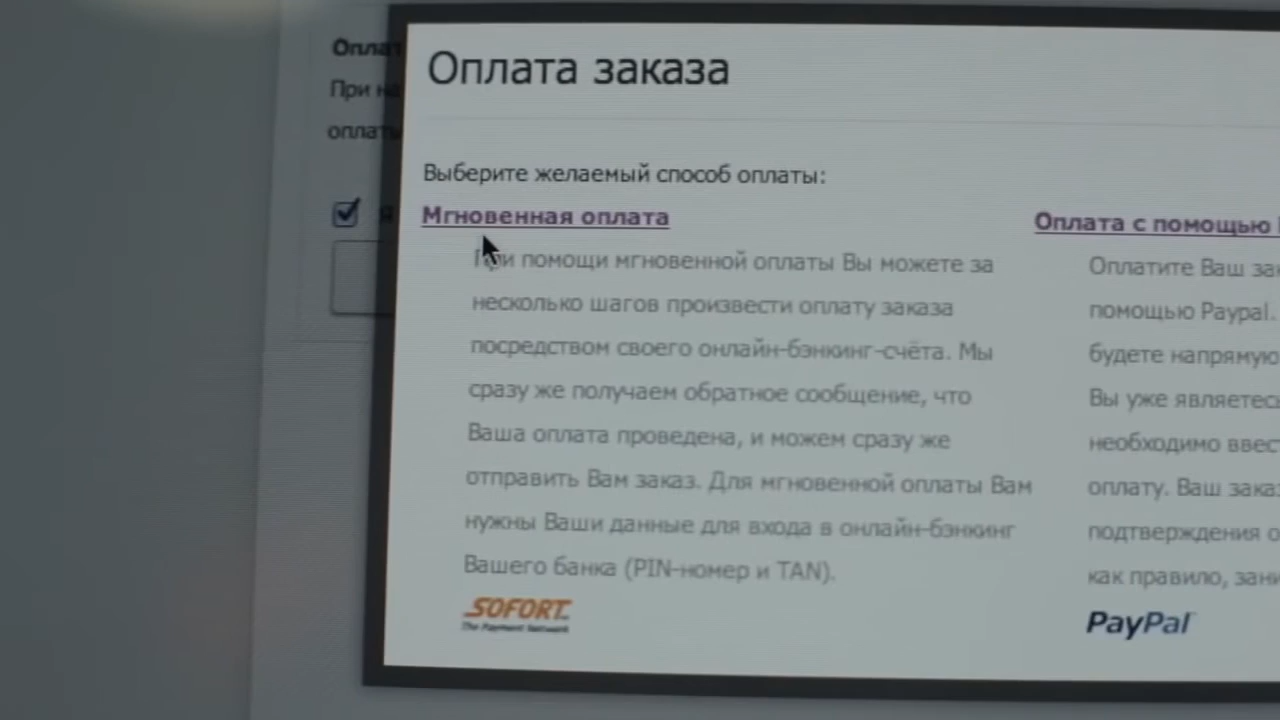 Оплата заказа
Выберите желаемый способ оплаты:
Мгновенная оплата
При помощи мгновенной оплаты Вы можете за
несколько шагов произвести оплату заказа
посредством своего онлайн-бэнкинг-счёта. Мы
сразу же получаем обратное сообщение, что
Ваша оплата проведена, и можем сразу же
отправить Вам заказ. Для мгновенной оплаты Вам
нужны Ваши данные для входа в онлайн-бэнкинг
Вашего банка (PIN-номер и TAN).
SOFORT
The Payment Network
Оплата с помощью
Оплатите Ваш
помощью Paypal.
будете напрямую
Вы уже
необходимо
оплату. Ваш
подтверждения
как правило,
PayPal
При